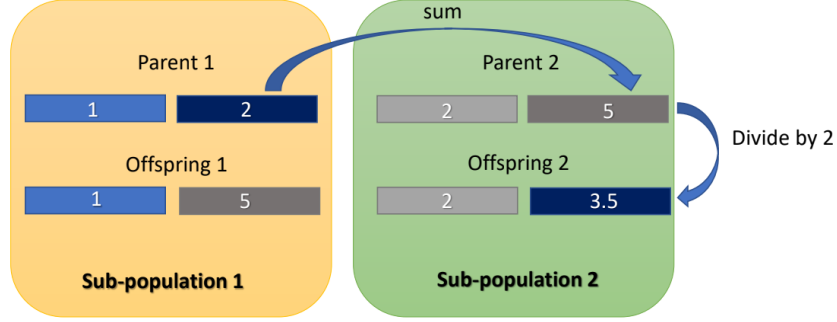 sum
Parent 1
Parent 2
1 2
2 5
Divide by 2
Offspring 1
Offspring 2
1 5
2 3.5
Sub-population 1
Sub-population 2